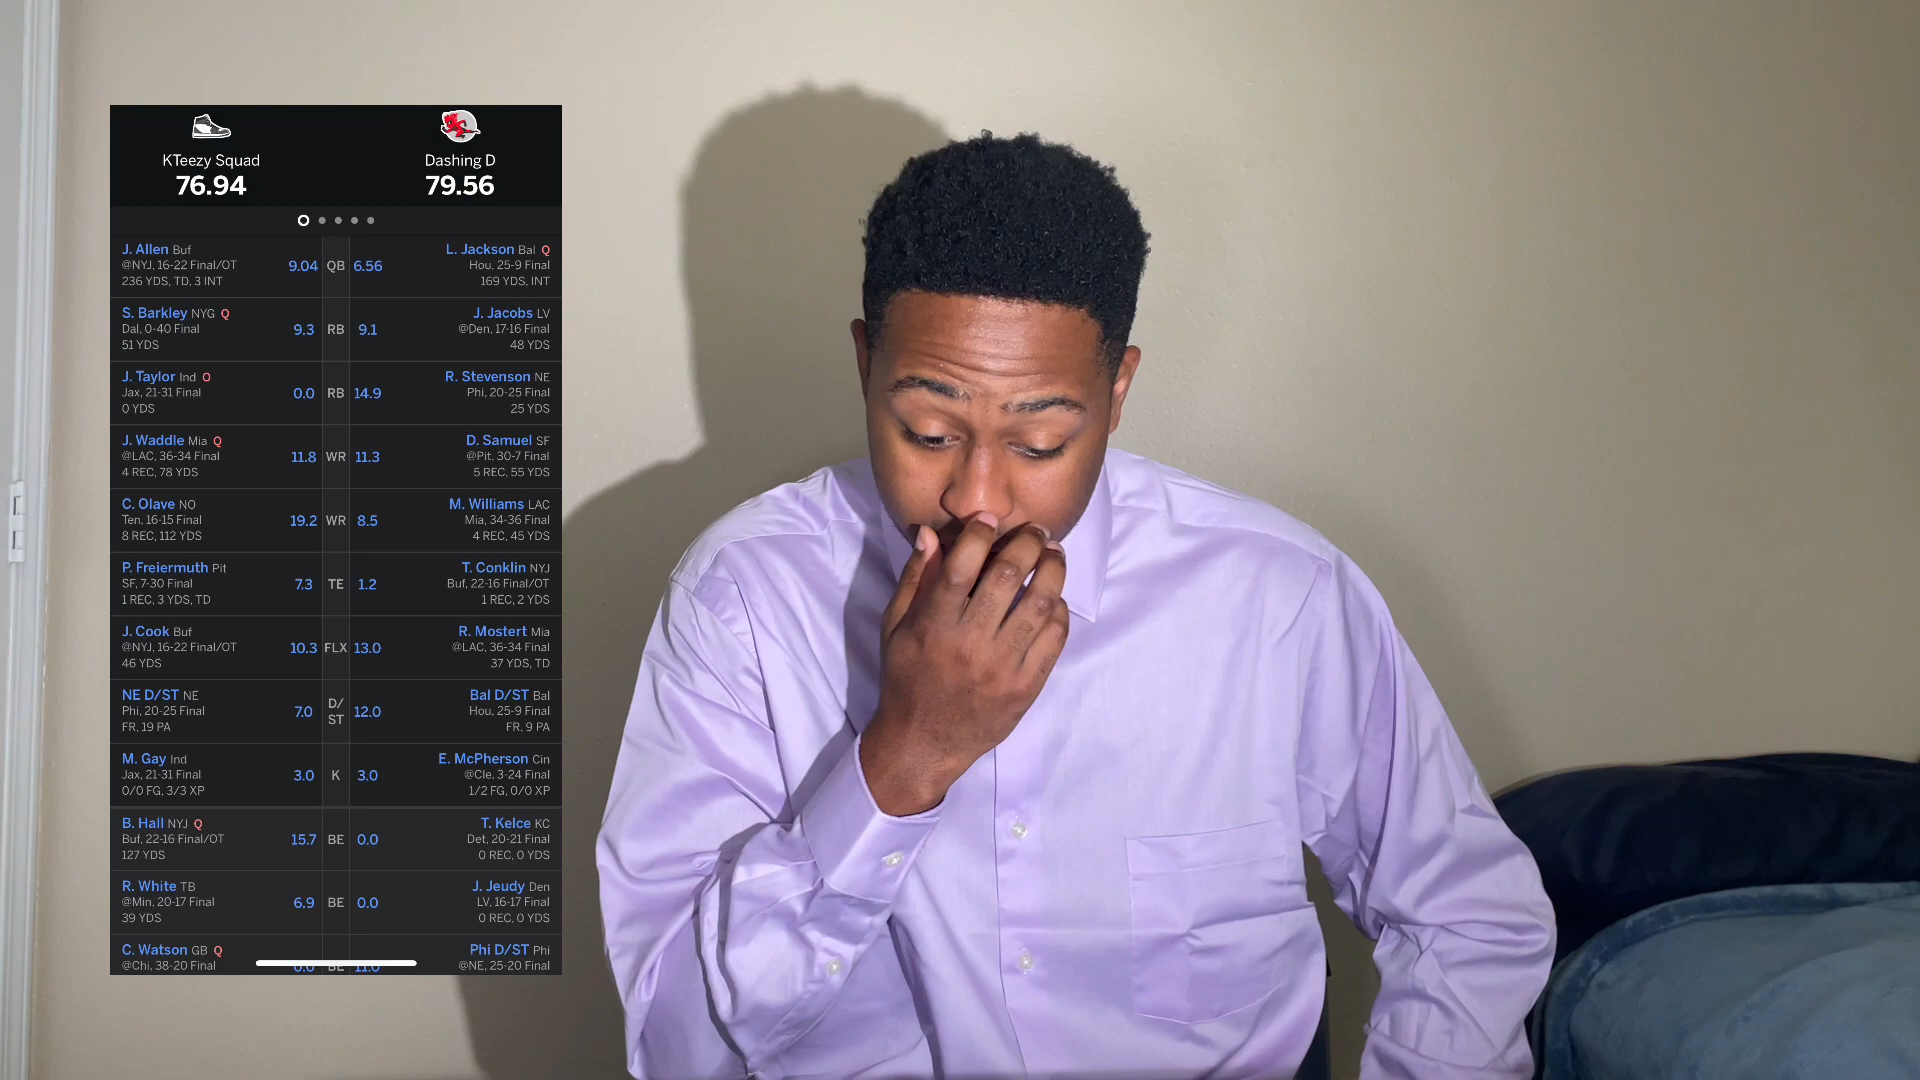 KTeezy Squad Dashing D
76.94 79.56
J. Allen Buf L. Jackson Bal Q
@NYJ, 16-22 Final/OT 9.04 QB 6.56 Hou, 25-9 Final
236 YDS, TD, 3 INT 169 YDS, INT
S. Barkley NYG Q J. Jacobs LV
Dal, 0-40 Final 9.3 RB 9.1 @Den, 17-16 Final
51 YDS 48 YDS
J. Taylor Ind O R. Stevenson NE
Jax, 21-31 Final 0.0 RB 14.9 Phi, 20-25 Final
0 YDS 25 YDS
J. Waddle Mia Q D. Samuel SF
@LAC, 36-34 Final 11.8 WR 11.3 @Pit, 30-7 Final
4 REC, 78 YDS 5 REC, 55 YDS
C. Olave NO M. Williams LAC
Ten, 16-15 Final 19.2 WR 8.5 Mia, 34-36 Final
8 REC, 112 YDS 4 REC, 45 YDS
P. Freiermuth Pit T. Conklin NYJ
SF, 7-30 Final 7.3 TE 1.2 Buf, 22-16 Final/OT
1 REC, 3 YDS, TD 1 REC, 2 YDS
J. Cook Buf R. Mostert Mia
@NYJ, 16-22 Final/OT 10.3 FLX 13.0 @LAC, 36-34 Final
46 YDS 37 YDS, TD
NE D/ST NE Bal D/ST Bal
Phi, 20-25 Final 7.0 D/ST 12.0 Hou, 25-9 Final
FR, 19 PA FR, 9 PA
M. Gay Ind E. McPherson Cin
Jax, 21-31 Final 3.0 K 3.0 @Cle, 3-24 Final
0/0 FG, 3/3 XP 1/2 FG, 0/0 XP
B. Hall NYJ Q T. Kelce KC
Buf, 22-16 Final/OT 15.7 BE 0.0 Det, 20-21 Final
127 YDS 0 REC, 0 YDS
R. White TB J. Jeudy Den
@Min, 20-17 Final 6.9 BE 0.0 LV, 16-17 Final
39 YDS 0 REC, 0 YDS
C. Watson GB Q Phi D/ST Phi
@Chi, 38-20 Final 0.0 BE 11.0 @NE, 25-20 Final